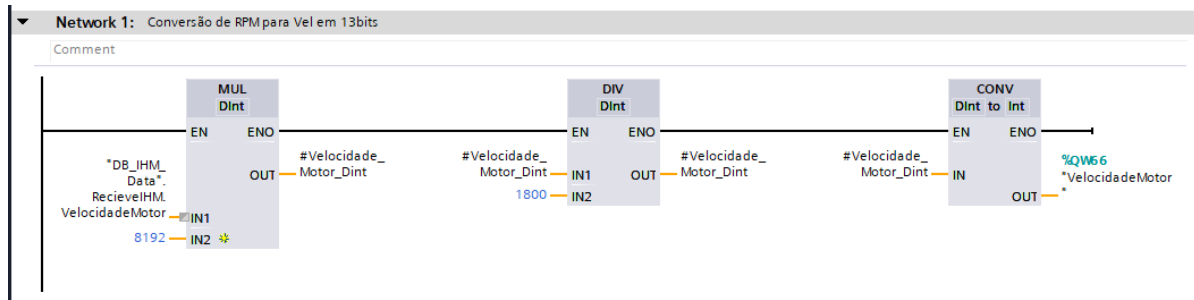 Network 1: Conversão de RPM para Vel em 13bits
Comment
MUL
DInt
EN ENO
"DB_IHM_
Data".
RecieveIHM.
VelocidadeMotor
IN1
8192
IN2
OUT
#Velocidade_
Motor_Dint
DIV
DInt
EN ENO
#Velocidade_
Motor_Dint
IN1
1800
IN2
OUT
#Velocidade_
Motor_Dint
CONV
DInt to Int
EN ENO
#Velocidade_
Motor_Dint
IN
OUT
%QW66
"VelocidadeMotor
"